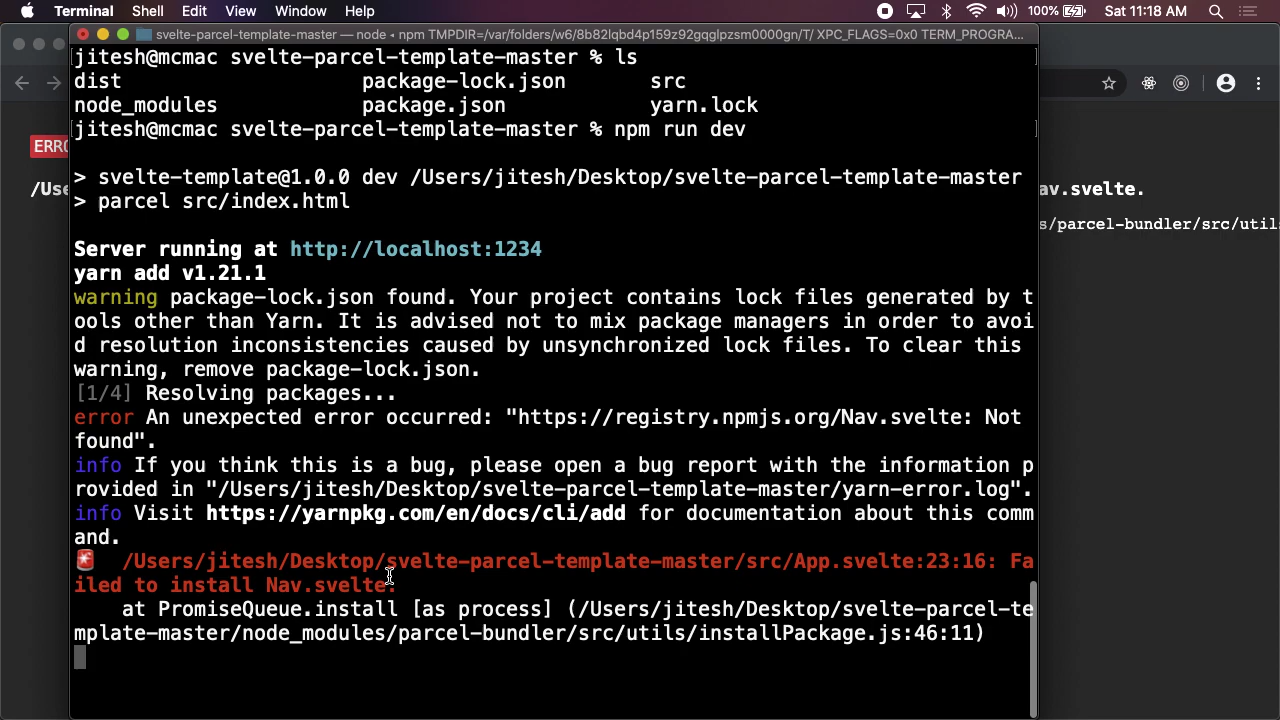 Terminal Shell Edit View Window Help 100% Sat 11:18 AM
svelte-parcel-template-master — node ◂ npm TMPDIR=/var/folders/w6/8b82lqbd4p159z92gqglpzsm0000gn/T/ XPC_FLAGS=0x0 TERM_PROGRA...
[jitesh@mcmac svelte-parcel-template-master % ls ]
dist package-lock.json src
node_modules package.json yarn.lock
[jitesh@mcmac svelte-parcel-template-master % npm run dev ]
ERRO
> svelte-template@1.0.0 dev /Users/jitesh/Desktop/svelte-parcel-template-master
/Use
av.svelte.
> parcel src/index.html
s/parcel-bundler/src/util
Server running at http://localhost:1234
yarn add v1.21.1
warning package-lock.json found. Your project contains lock files generated by t
ools other than Yarn. It is advised not to mix package managers in order to avoi
d resolution inconsistencies caused by unsynchronized lock files. To clear this
warning, remove package-lock.json.
[1/4] Resolving packages...
error An unexpected error occurred: "https://registry.npmjs.org/Nav.svelte: Not
found".
info If you think this is a bug, please open a bug report with the information p
rovided in "/Users/jitesh/Desktop/svelte-parcel-template-master/yarn-error.log".
info Visit https://yarnpkg.com/en/docs/cli/add for documentation about this comm
and.
🚨 /Users/jitesh/Desktop/svelte-parcel-template-master/src/App.svelte:23:16: Fa
iled to install Nav.svelte.
at PromiseQueue.install [as process] (/Users/jitesh/Desktop/svelte-parcel-te
mplate-master/node_modules/parcel-bundler/src/utils/installPackage.js:46:11)